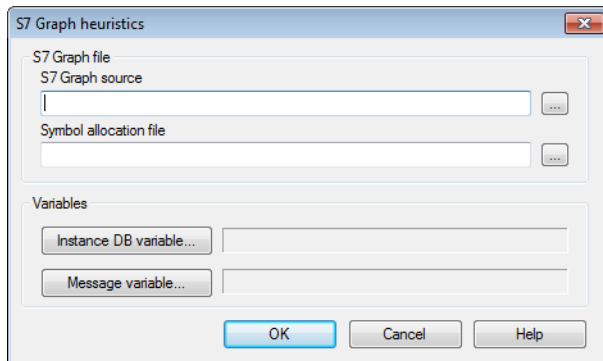 S7 Graph heuristics
S7 Graph file
S7 Graph source
...
Symbol allocation file
...
Variables
Instance DB variable...
Message variable...
OK Cancel Help